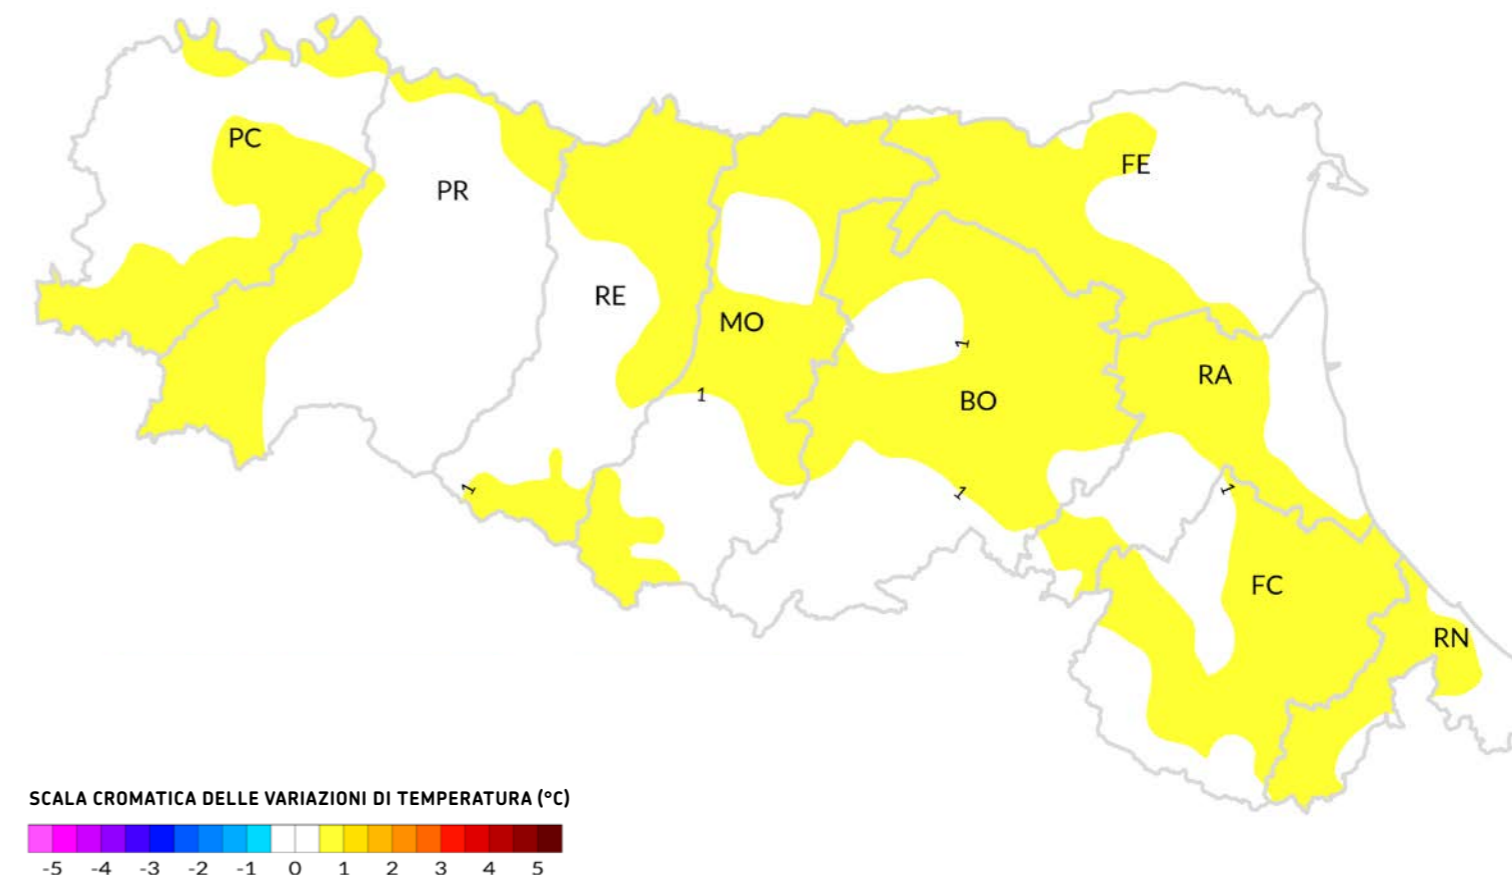 PC
PR
FE
RE
MO
1
RA
1
BO
1
1
1
FC
RN
SCALA CROMATICA DELLE VARIAZIONI DI TEMPERATURA (°C)
-5 -4 -3 -2 -1 0 1 2 3 4 5